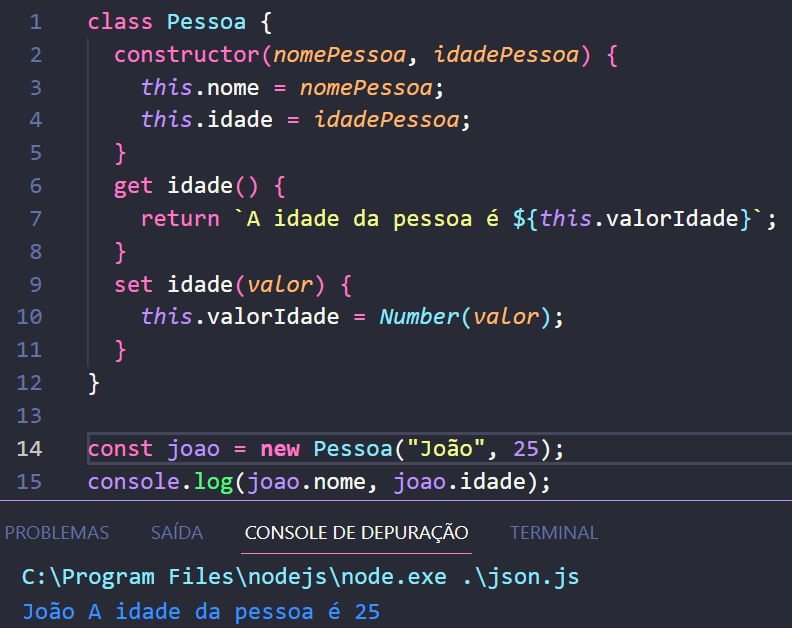 1 class Pessoa {
2 constructor(nomePessoa, idadePessoa) {
3 this.nome = nomePessoa;
4 this.idade = idadePessoa;
5 }
6 get idade() {
7 return `A idade da pessoa é ${this.valorIdade}`;
8 }
9 set idade(valor) {
10 this.valorIdade = Number(valor);
11 }
12 }
13
14 const joao = new Pessoa("João", 25);
15 console.log(joao.nome, joao.idade);
PROBLEMAS SAÍDA CONSOLE DE DEPURAÇÃO TERMINAL
C:\Program Files\nodejs\node.exe .\json.js
João A idade da pessoa é 25